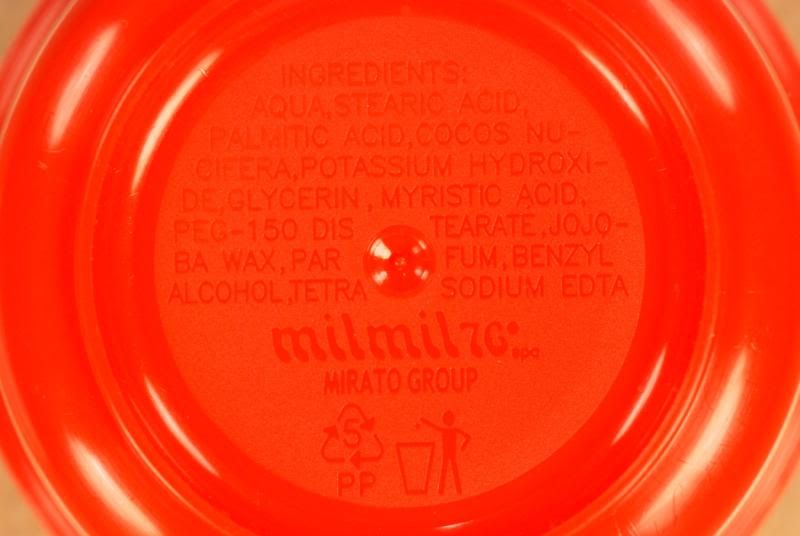 INGREDIENTS:
AQUA,STEARIC ACID,
PALMITIC ACID,COCOS NU-
CIFERA,POTASSIUM HYDROXI-
DE,GLYCERIN, MYRISTIC ACID,
PEG-150 DIS TEARATE,JOJO-
BA WAX,PAR FUM,BENZYL
ALCOHOL,TETRA SODIUM EDTA
milmil76 spa
MIRATO GROUP
5
PP